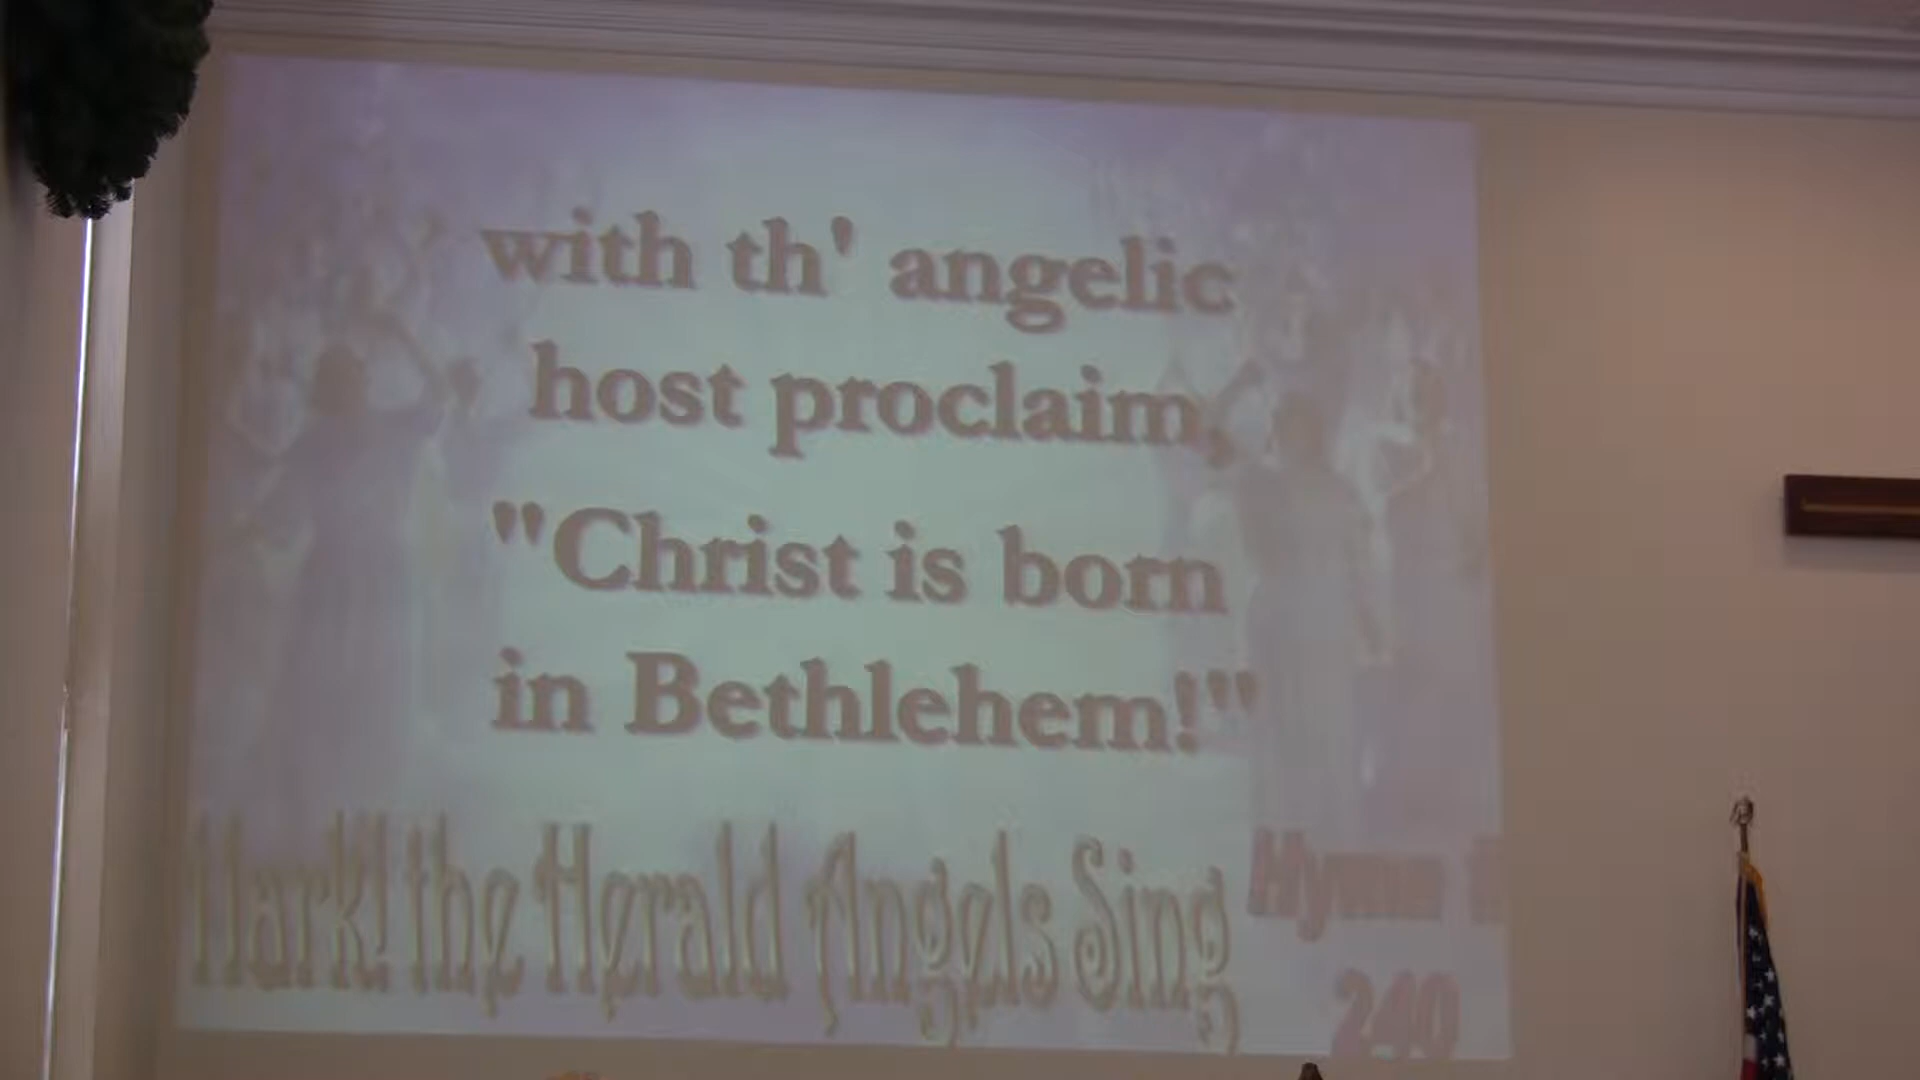 with th' angelic
host proclaim,
"Christ is born
in Bethlehem!"
Hark! the Herald Angels Sing
Hymn #
240